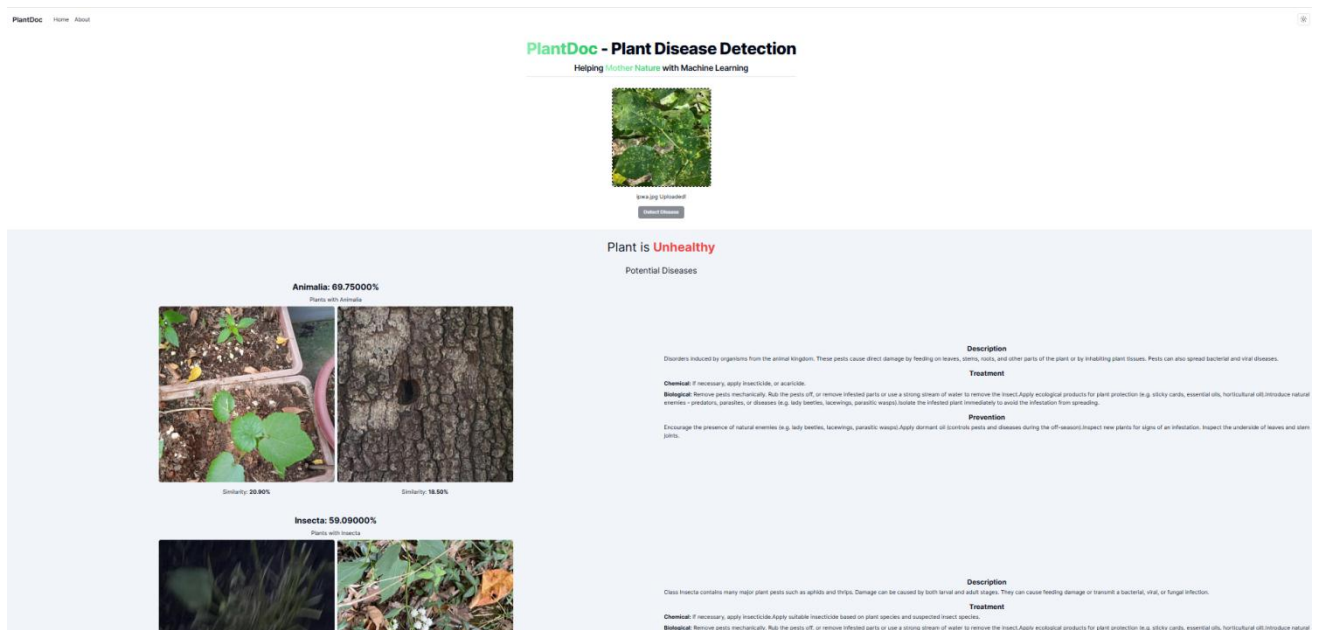 PlantDoc Home About
PlantDoc - Plant Disease Detection
Helping Mother Nature with Machine Learning
ipea.jpg Uploaded!
Detect Disease
Plant is Unhealthy
Potential Diseases
Animalia: 69.75000%
Plants with Animalia
Similarity: 20.90%
Similarity: 18.50%
Description
Disorders induced by organisms from the animal kingdom. These pests cause direct damage by feeding on leaves, stems, roots, and other parts of the plant or by inhabiting plant tissues. Pests can also spread bacterial and viral diseases.
Treatment
Chemical: If necessary, apply insecticide, or acaricide.
Biological: Remove pests mechanically. Rub the pests off, or remove infested parts or use a strong stream of water to remove the insect.Apply ecological products for plant protection (e.g. sticky cards, essential oils, horticultural oil).Introduce natural
enemies - predators, parasites, or diseases (e.g. lady beetles, lacewings, parasitic wasps).Isolate the infested plant immediately to avoid the infestation from spreading.
Prevention
Encourage the presence of natural enemies (e.g. lady beetles, lacewings, parasitic wasps).Apply dormant oil (controls pests and diseases during the off-season).Inspect new plants for signs of an infestation. Inspect the underside of leaves and stem
joints.
Insecta: 59.09000%
Plants with Insecta
Description
Class Insecta contains many major plant pests such as aphids and thrips. Damage can be caused by both larval and adult stages. They can cause feeding damage or transmit a bacterial, viral, or fungal infection.
Treatment
Chemical: If necessary, apply insecticide.Apply suitable insecticide based on plant species and suspected insect species.
Biological: Remove pests mechanically. Rub the pests off, or remove infested parts or use a strong stream of water to remove the insect.Apply ecological products for plant protection (e.g. sticky cards, essential oils, horticultural oil).Introduce natural